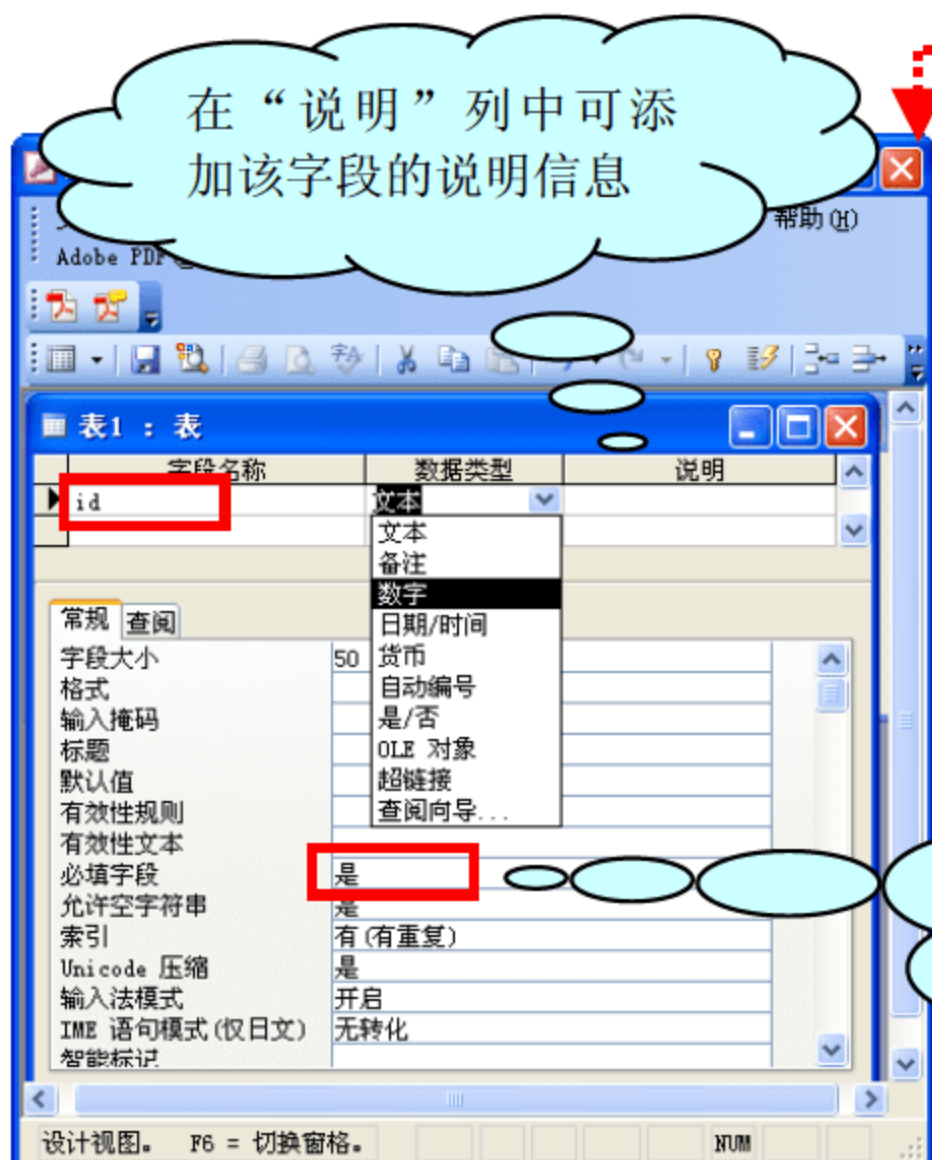 在“说明”列中可添
加该字段的说明信息
帮助(H)
Adobe PDF
表1 : 表
字段名称 数据类型 说明
id 文本
文本
备注
数字
日期/时间
货币
自动编号
是/否
OLE 对象
超链接
查阅向导...
常规 查阅
字段大小 50
格式
输入掩码
标题
默认值
有效性规则
有效性文本
必填字段 是
允许空字符串 是
索引 有(有重复)
Unicode 压缩 是
输入法模式 开启
IME 语句模式(仅日文) 无转化
智能标记
设计视图。 F6 = 切换窗格。 NUM